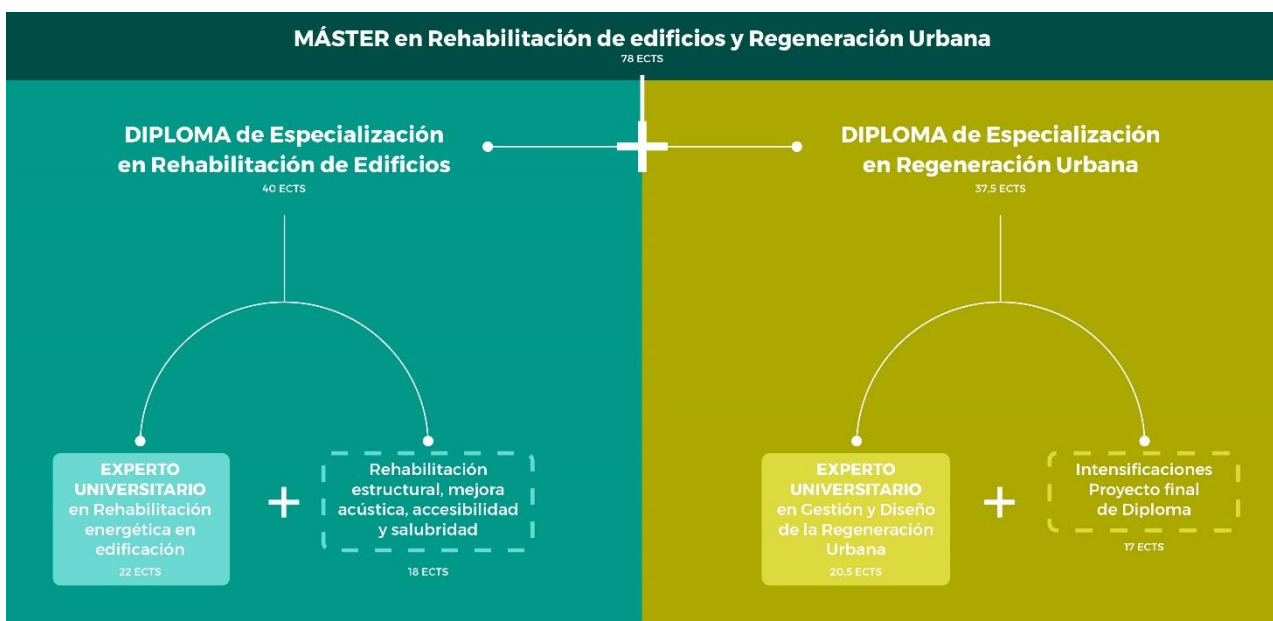 MÁSTER en Rehabilitación de edificios y Regeneración Urbana
78 ECTS
DIPLOMA de Especialización
en Rehabilitación de Edificios
40 ECTS
DIPLOMA de Especialización
en Regeneración Urbana
37,5 ECTS
EXPERTO
UNIVERSITARIO
en Rehabilitación
energética en
edificación
22 ECTS
Rehabilitación
estructural, mejora
acústica, accesibilidad
y salubridad
18 ECTS
EXPERTO
UNIVERSITARIO
en Gestión y Diseño
de la Regeneración
Urbana
20,5 ECTS
Intensificaciones
Proyecto final
de Diploma
17 ECTS